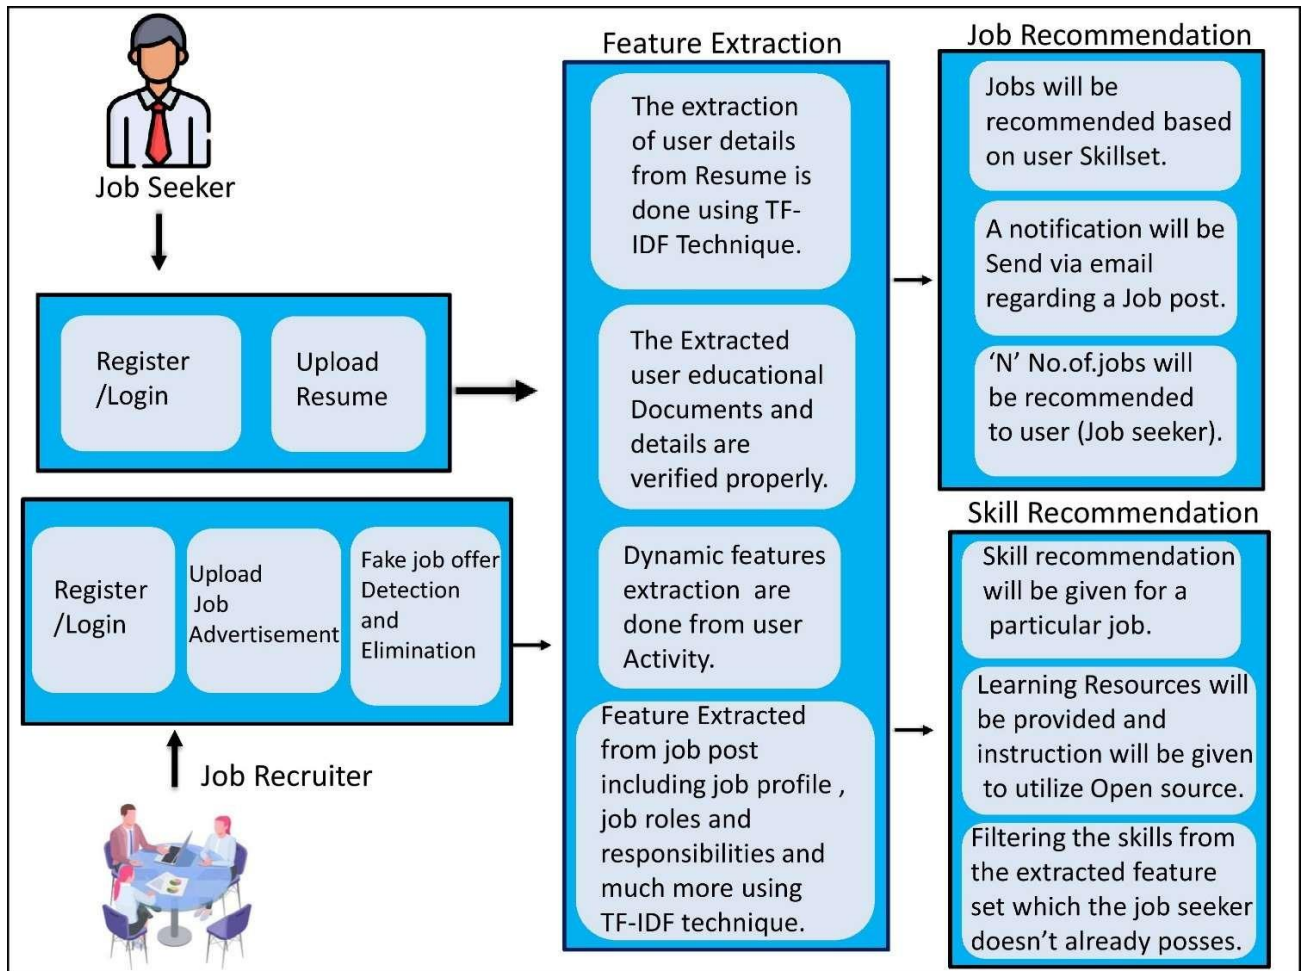 Job Seeker
Register
/Login
Upload
Resume
Register
/Login
Upload
Job
Advertisement
Fake job offer
Detection
and
Elimination
Job Recruiter
Feature Extraction
The extraction
of user details
from Resume is
done using TF-
IDF Technique.
The Extracted
user educational
Documents and
details are
verified properly.
Dynamic features
extraction are
done from user
Activity.
Feature Extracted
from job post
including job profile ,
job roles and
responsibilities and
much more using
TF-IDF technique.
Job Recommendation
Jobs will be
recommended based
on user Skillset.
A notification will be
Send via email
regarding a Job post.
‘N’ No.of.jobs will
be recommended
to user (Job seeker).
Skill Recommendation
Skill recommendation
will be given for a
particular job.
Learning Resources will
be provided and
instruction will be given
to utilize Open source.
Filtering the skills from
the extracted feature
set which the job seeker
doesn’t already posses.